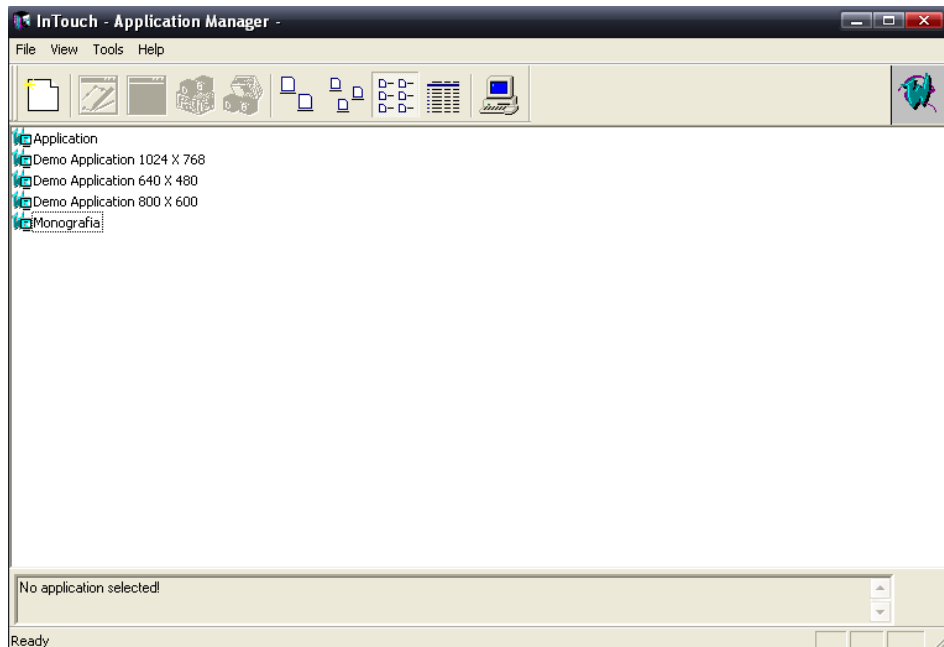 InTouch - Application Manager -
File View Tools Help
Application
Demo Application 1024 X 768
Demo Application 640 X 480
Demo Application 800 X 600
Monografia
No application selected!
Ready